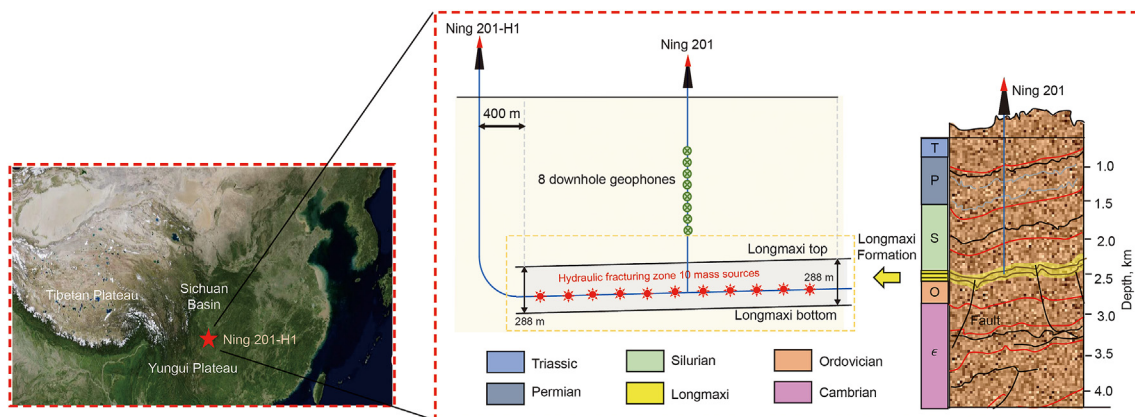 Tibetan Plateau
Sichuan
Basin
Ning 201-H1
Yungui Plateau
Ning 201-H1
Ning 201
400 m
8 downhole geophones
Longmaxi top
Hydraulic fracturing zone 10 mass sources
288 m
288 m
Longmaxi bottom
Longmaxi
Formation
Triassic
Silurian
Ordovician
Permian
Longmaxi
Cambrian
Ning 201
T
P
S
O
ϵ
Fault
1.0
1.5
2.0
2.5
3.0
3.5
4.0
Depth, km